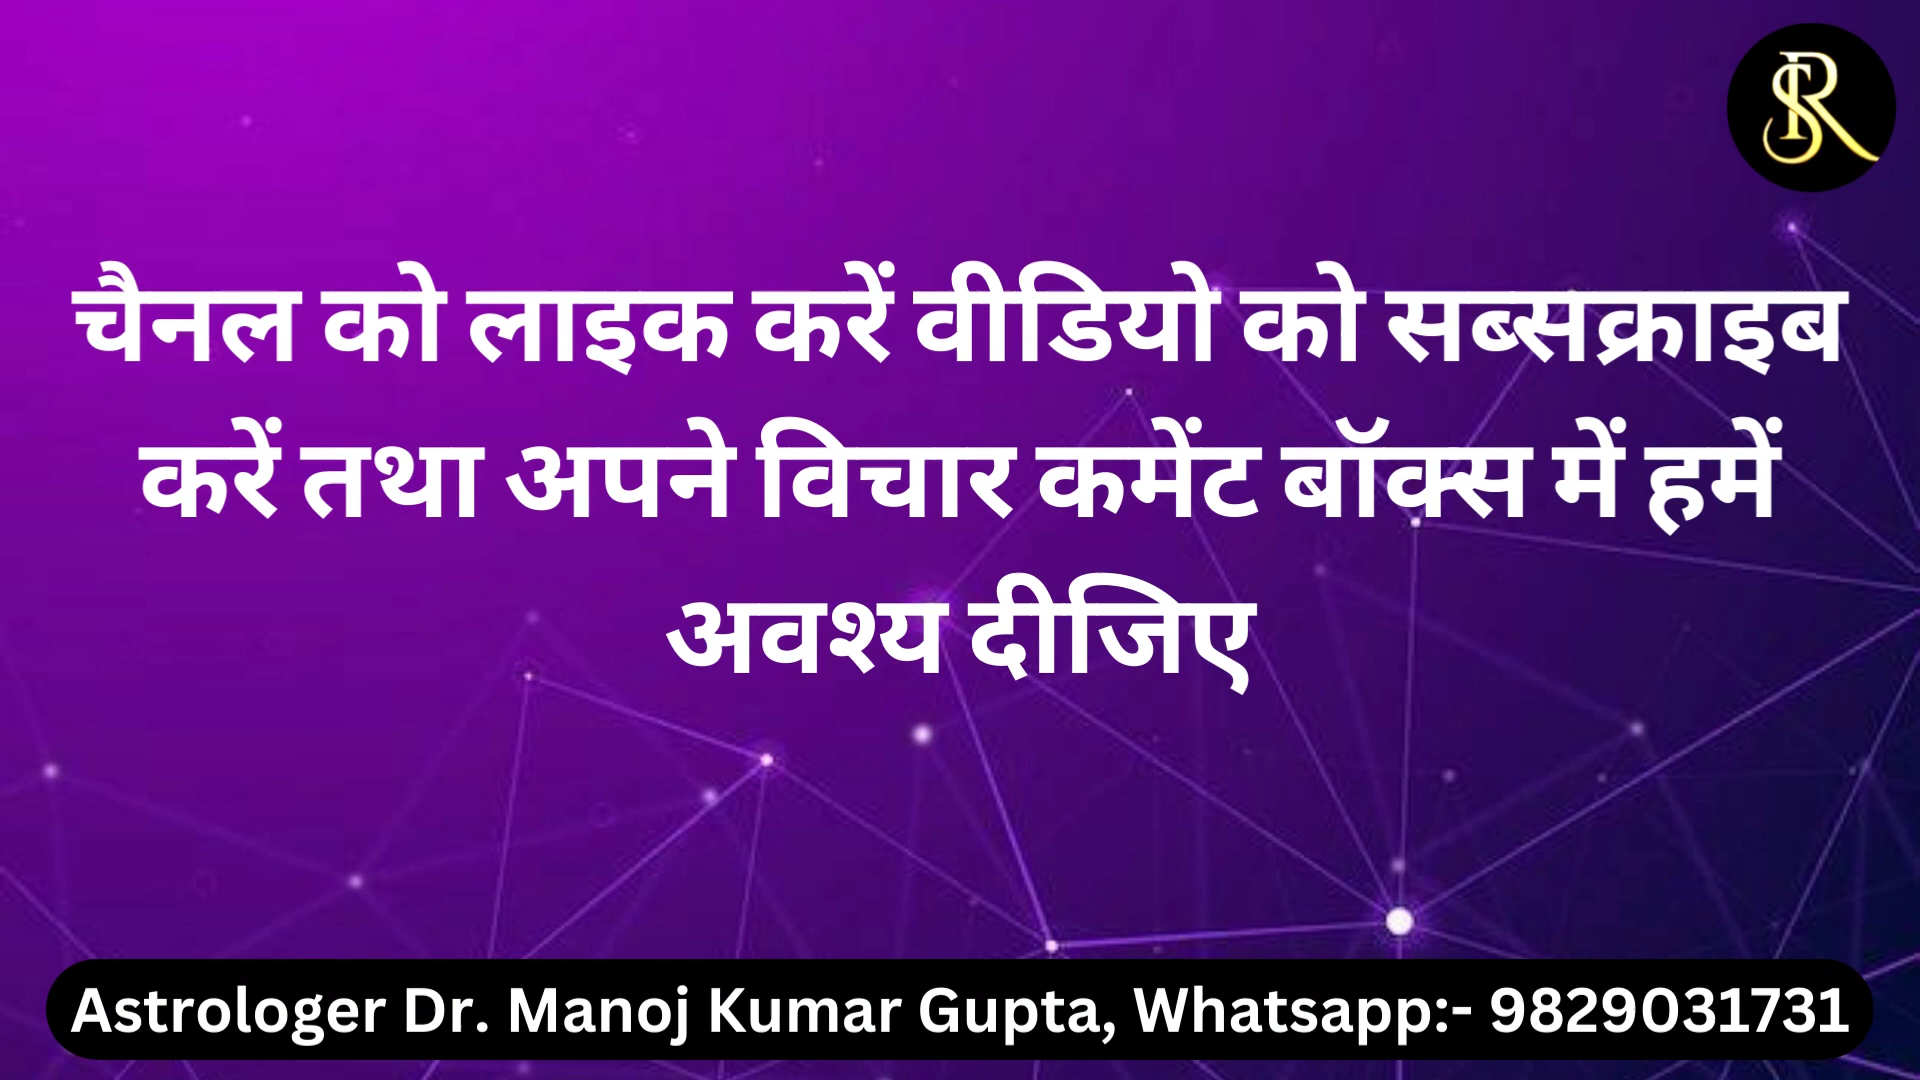 SR
चैनल को लाइक करें वीडियो को सब्सक्राइब
करें तथा अपने विचार कमेंट बॉक्स में हमें
अवश्य दीजिए
Astrologer Dr. Manoj Kumar Gupta, Whatsapp:- 9829031731